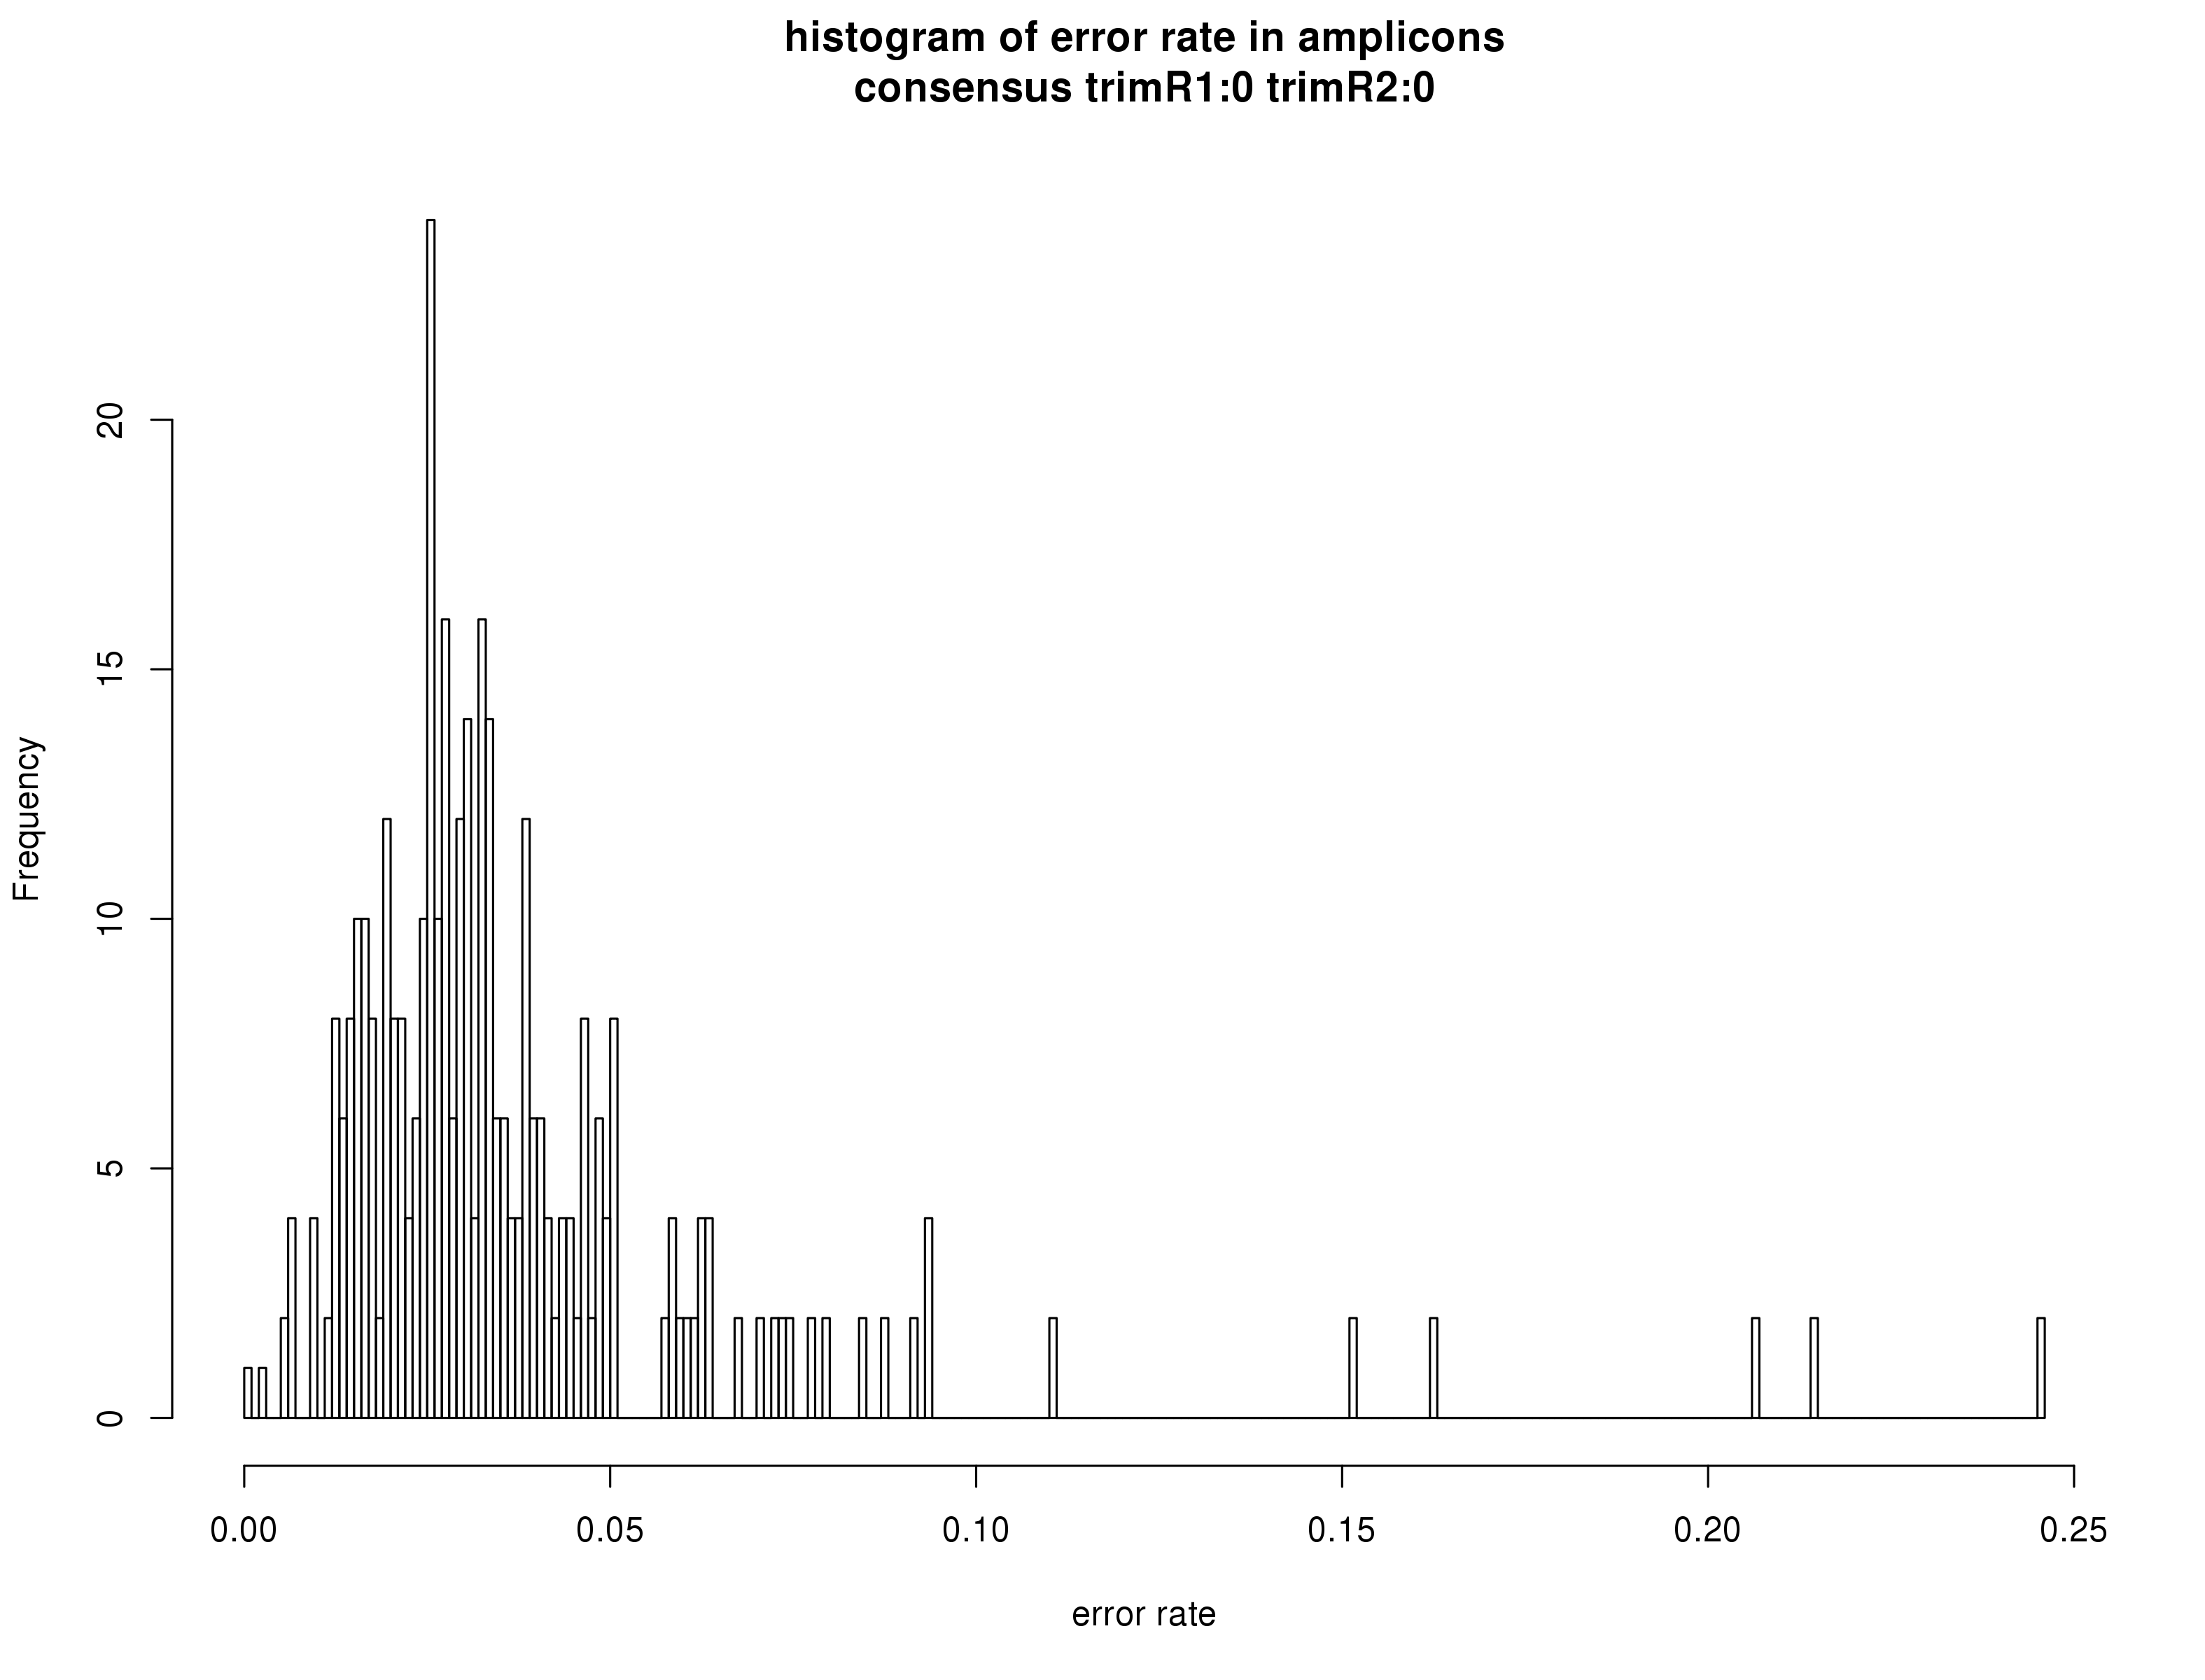 histogram of error rate in amplicons
consensus trimR1:0 trimR2:0
Frequency
20
15
10
5
0
0.00 0.05 0.10 0.15 0.20 0.25
error rate